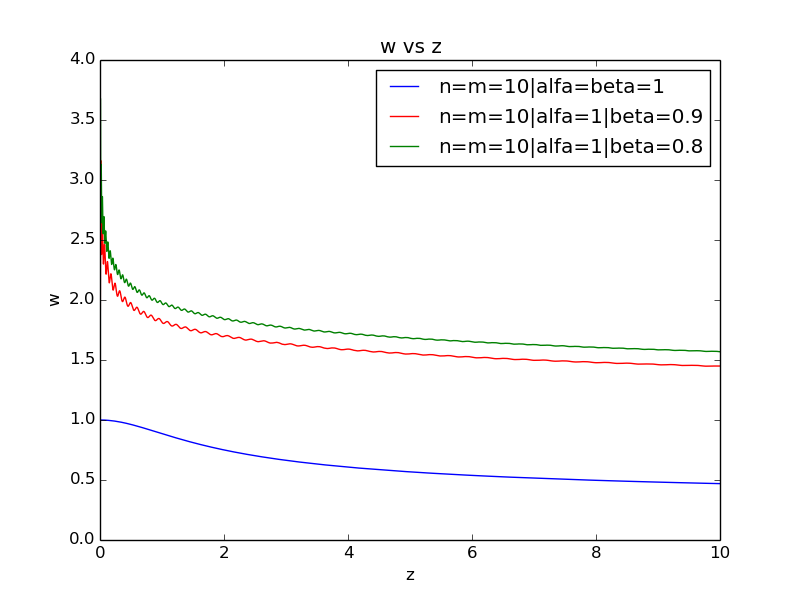 w vs z
n=m=10|alfa=beta=1
n=m=10|alfa=1|beta=0.9
n=m=10|alfa=1|beta=0.8
4.0
3.5
3.0
2.5
2.0
1.5
1.0
0.5
0.0
w
0 2 4 6 8 10
z